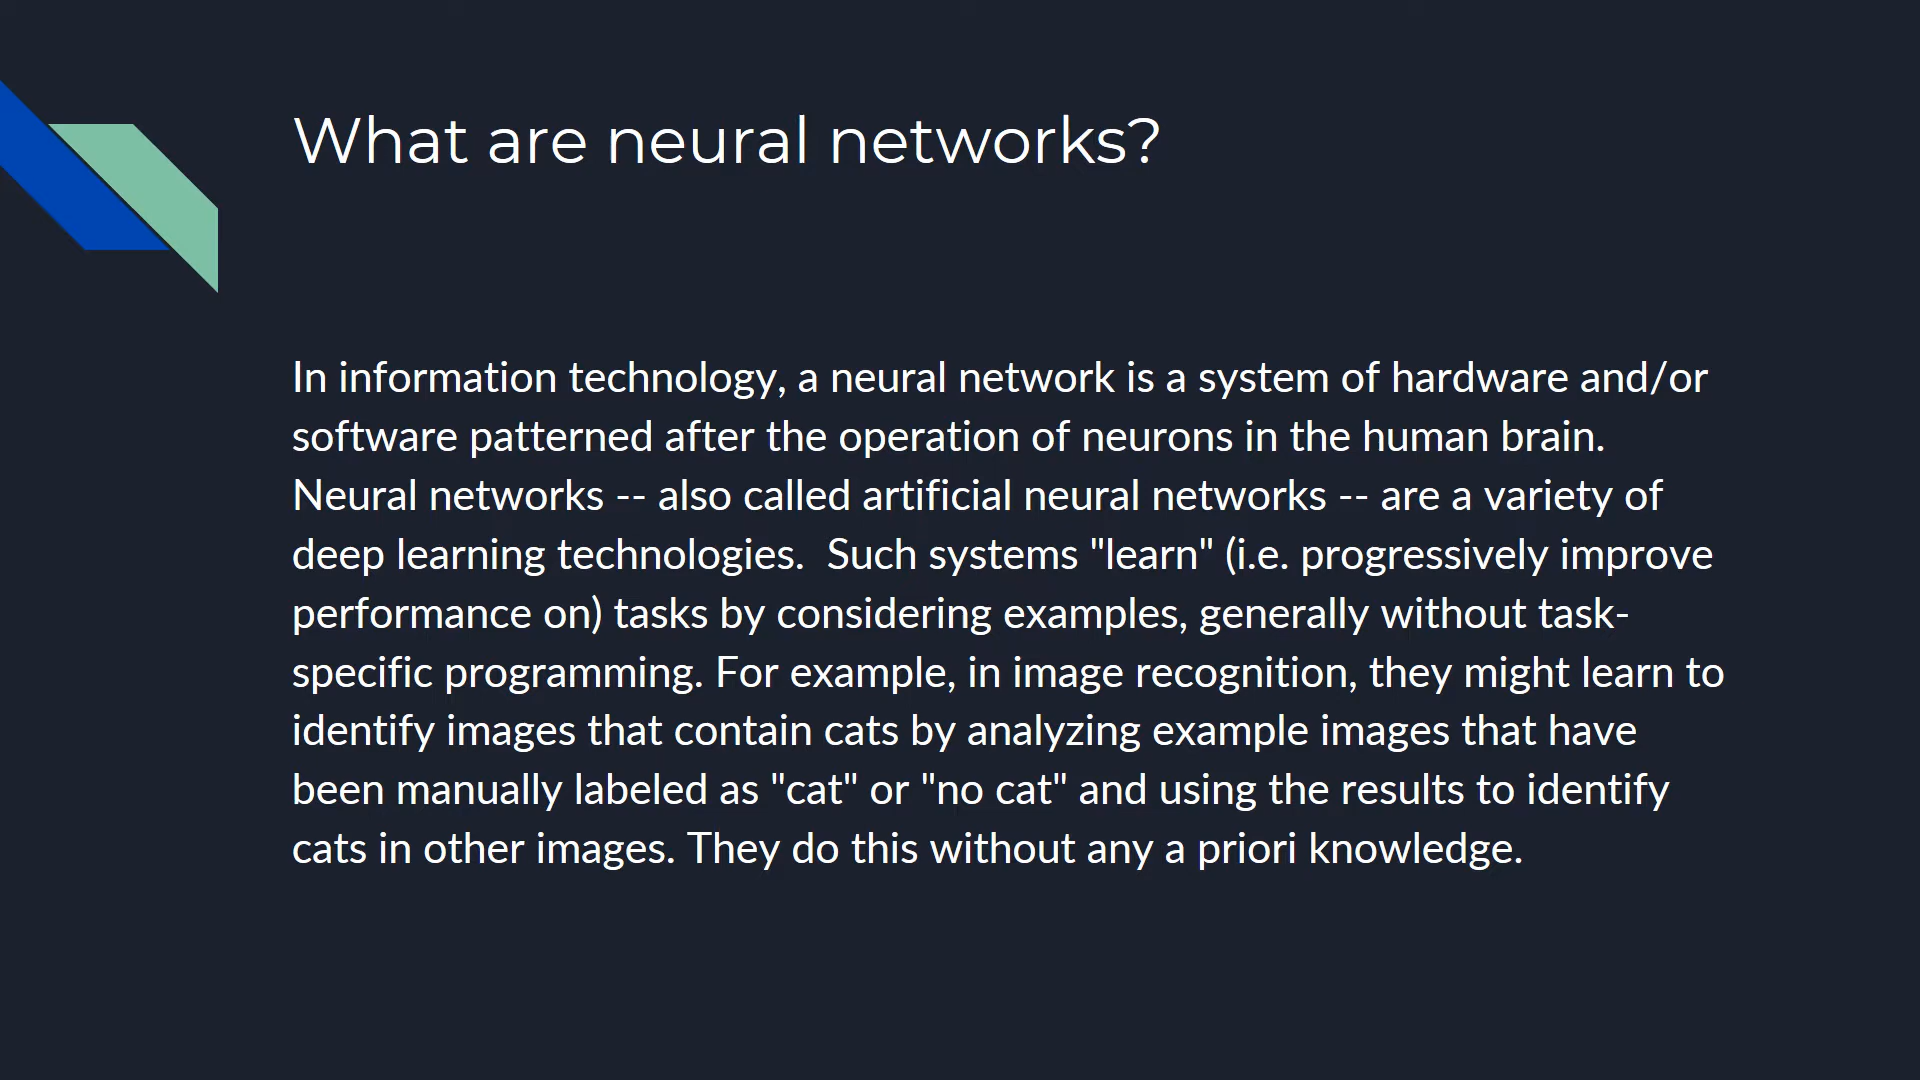 What are neural networks?
In information technology, a neural network is a system of hardware and/or
software patterned after the operation of neurons in the human brain.
Neural networks -- also called artificial neural networks -- are a variety of
deep learning technologies.  Such systems "learn" (i.e. progressively improve
performance on) tasks by considering examples, generally without task-
specific programming. For example, in image recognition, they might learn to
identify images that contain cats by analyzing example images that have
been manually labeled as "cat" or "no cat" and using the results to identify
cats in other images. They do this without any a priori knowledge.